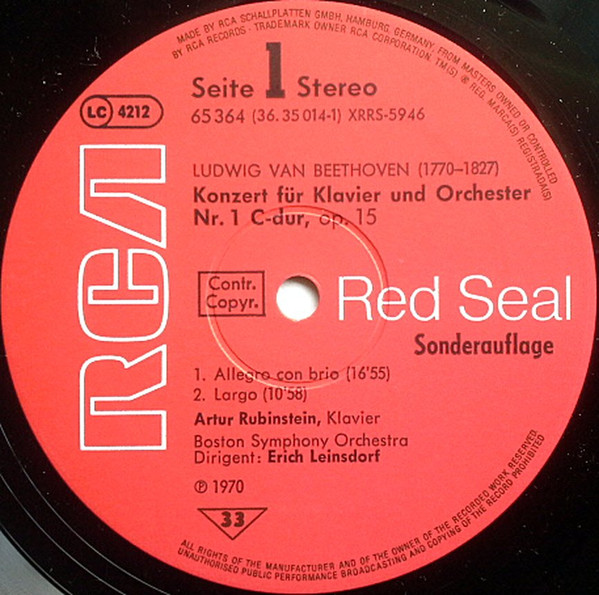 MADE BY RCA SCHALLPLATTEN GMBH, HAMBURG, GERMANY, FROM MASTERS OWNED OR CONTROLLED
BY RCA RECORDS · TRADEMARK OWNER RCA CORPORATION, TM(S) ® REG. MARCA(S) REGISTRADA(S)
Seite 1 Stereo
65364 (36.35 014-1) XRRS-5946
LC 4212
LUDWIG VAN BEETHOVEN (1770–1827)
Konzert für Klavier und Orchester
Nr. 1 C-dur, op. 15
RCA
Contr.
Copyr.
Red Seal
Sonderauflage
1. Allegro con brio (16'55)
2. Largo (10'58)
Artur Rubinstein, Klavier
Boston Symphony Orchestra
Dirigent: Erich Leinsdorf
℗ 1970
33
ALL RIGHTS OF THE MANUFACTURER AND OF THE OWNER OF THE RECORDED WORK RESERVED.
UNAUTHORISED PUBLIC PERFORMANCE BROADCASTING AND COPYING OF THE RECORD PROHIBITED